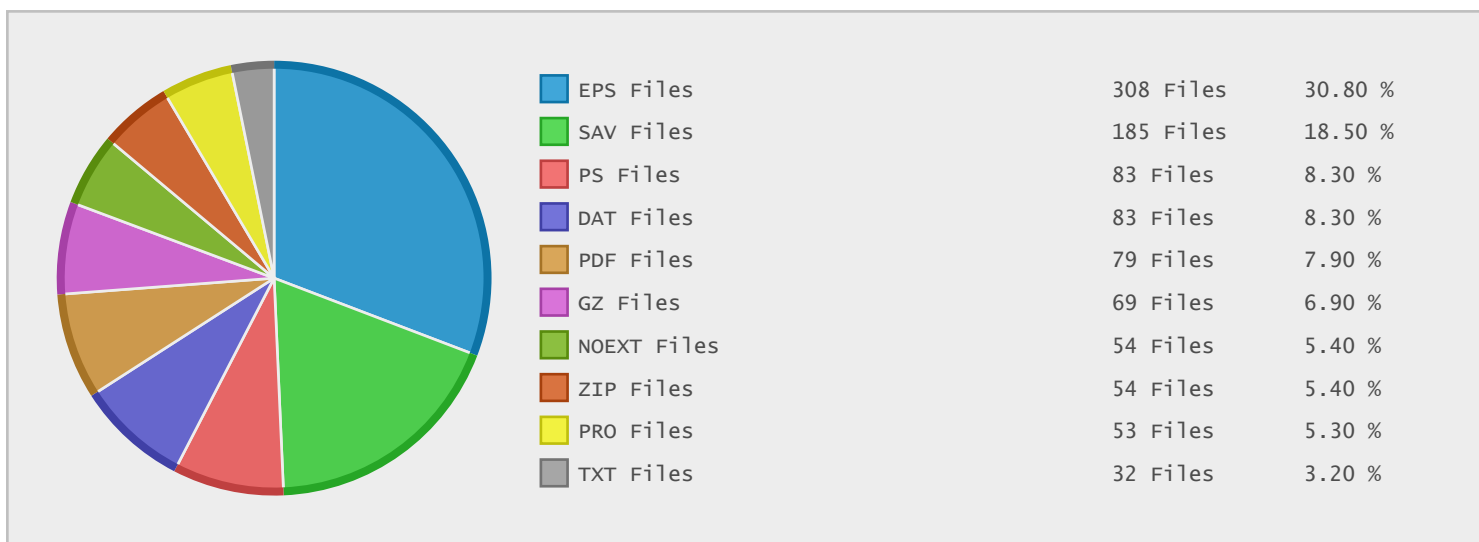 EPS Files 308 Files 30.80 %
SAV Files 185 Files 18.50 %
PS Files 83 Files 8.30 %
DAT Files 83 Files 8.30 %
PDF Files 79 Files 7.90 %
GZ Files 69 Files 6.90 %
NOEXT Files 54 Files 5.40 %
ZIP Files 54 Files 5.40 %
PRO Files 53 Files 5.30 %
TXT Files 32 Files 3.20 %